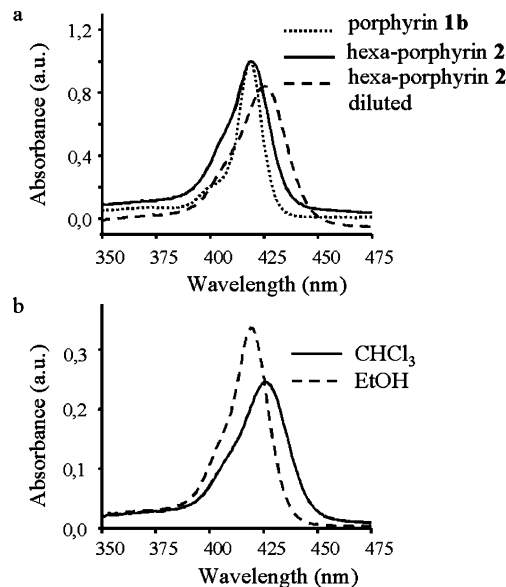 a
porphyrin 1b
hexa-porphyrin 2
hexa-porphyrin 2
diluted
Absorbance (a.u.)
1,2
0,8
0,4
0,0
350 375 400 425 450 475
Wavelength (nm)
b
CHCl₃
EtOH
Absorbance (a.u.)
0,3
0,2
0,1
0,0
350 375 400 425 450 475
Wavelength (nm)